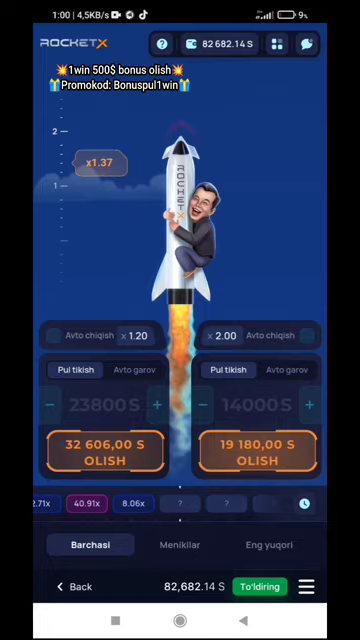 1:00 | 4,5KB/s
9%
ROCKETX
? 82 682.14 S
💥1win 500$ bonus olish💥
🎁Promokod: Bonuspul1win🎁
2
x1.37
1
ROCKETX
Avto chiqish x 1.20
x 2.00 Avto chiqish
Pul tikish Avto garov
Pul tikish Avto garov
− 23800 S +
− 14000 S +
32 606,00 S
OLISH
19 180,00 S
OLISH
2.71x 40.91x 8.06x ? ?
Barchasi Menikilar Eng yuqori
< Back 82,682.14 S To'ldiring